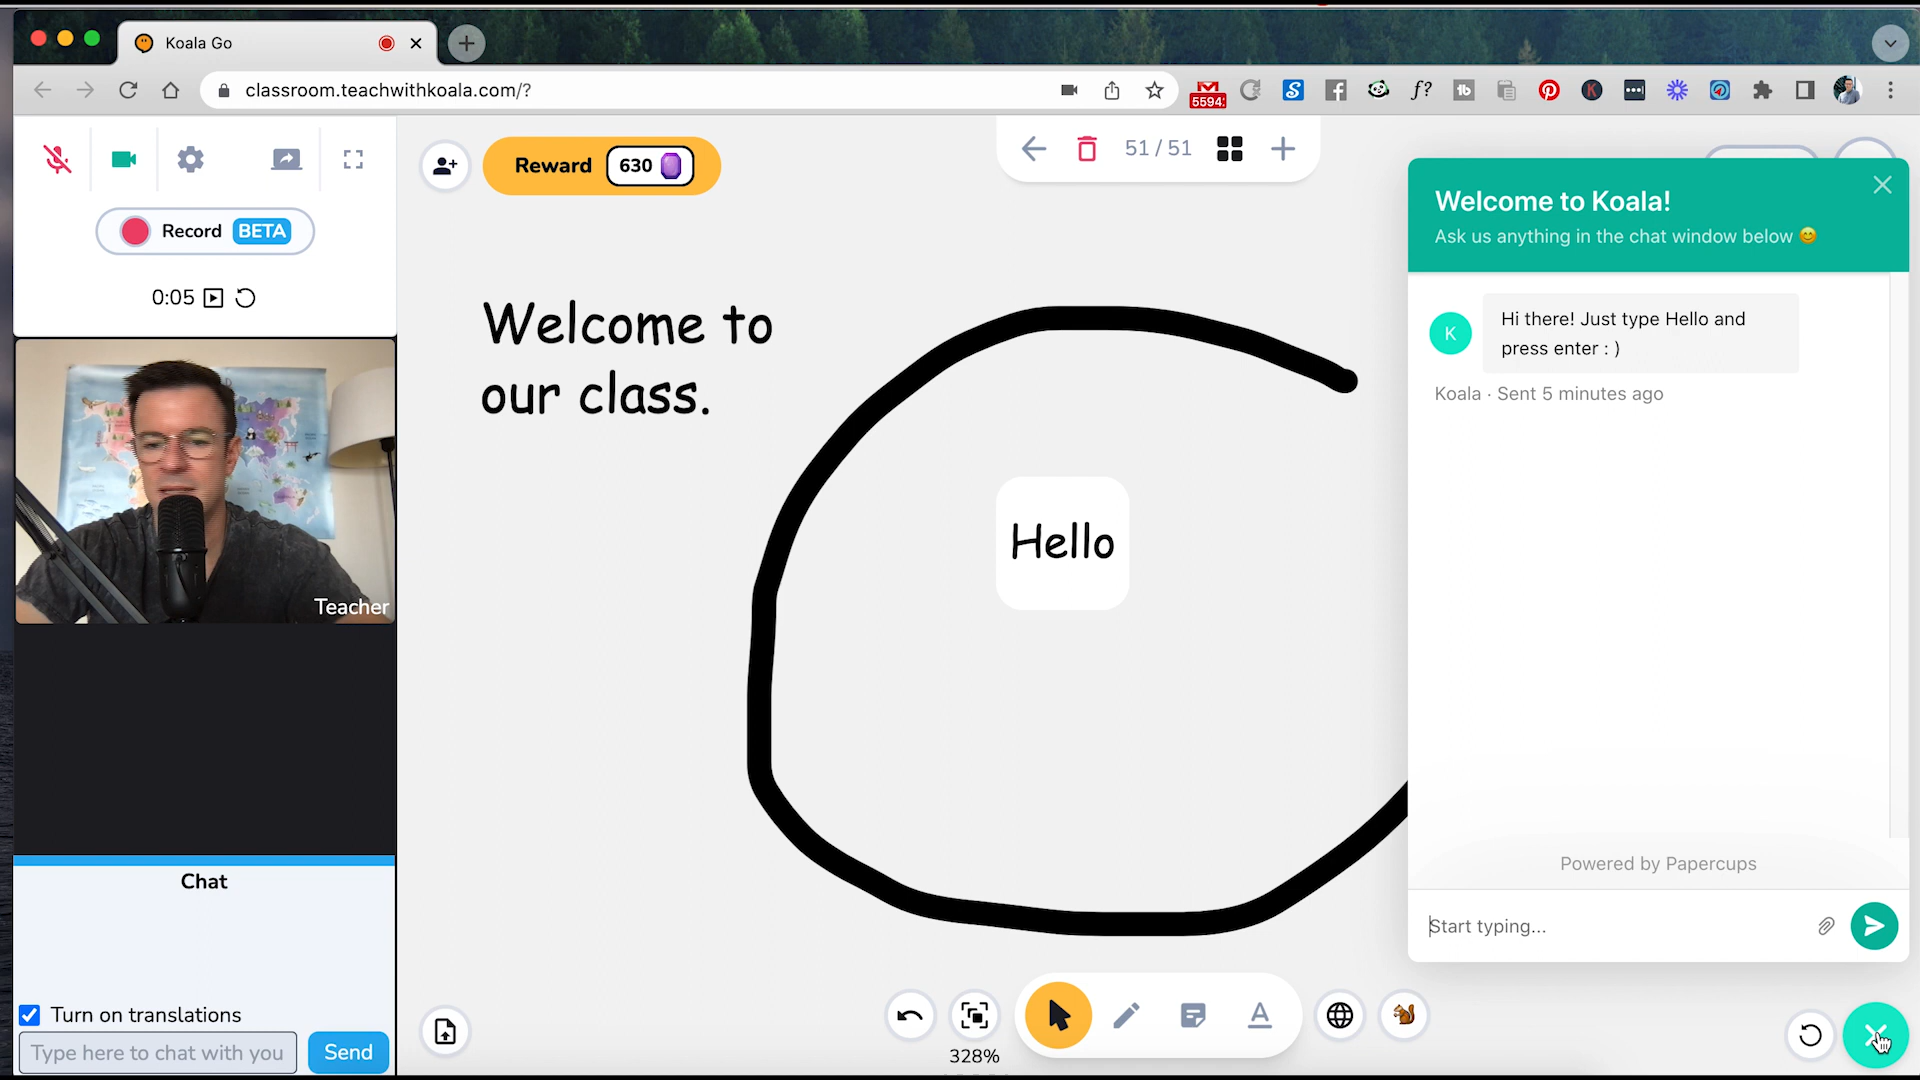 Koala Go
classroom.teachwithkoala.com/?
5594
f?
Record BETA
0:05
Teacher
Chat
Turn on translations
Type here to chat with you
Send
Reward 630
51 / 51
Welcome to
our class.
Hello
328%
Welcome to Koala!
Ask us anything in the chat window below 😊
K
Hi there! Just type Hello and
press enter : )
Koala · Sent 5 minutes ago
Powered by Papercups
Start typing...